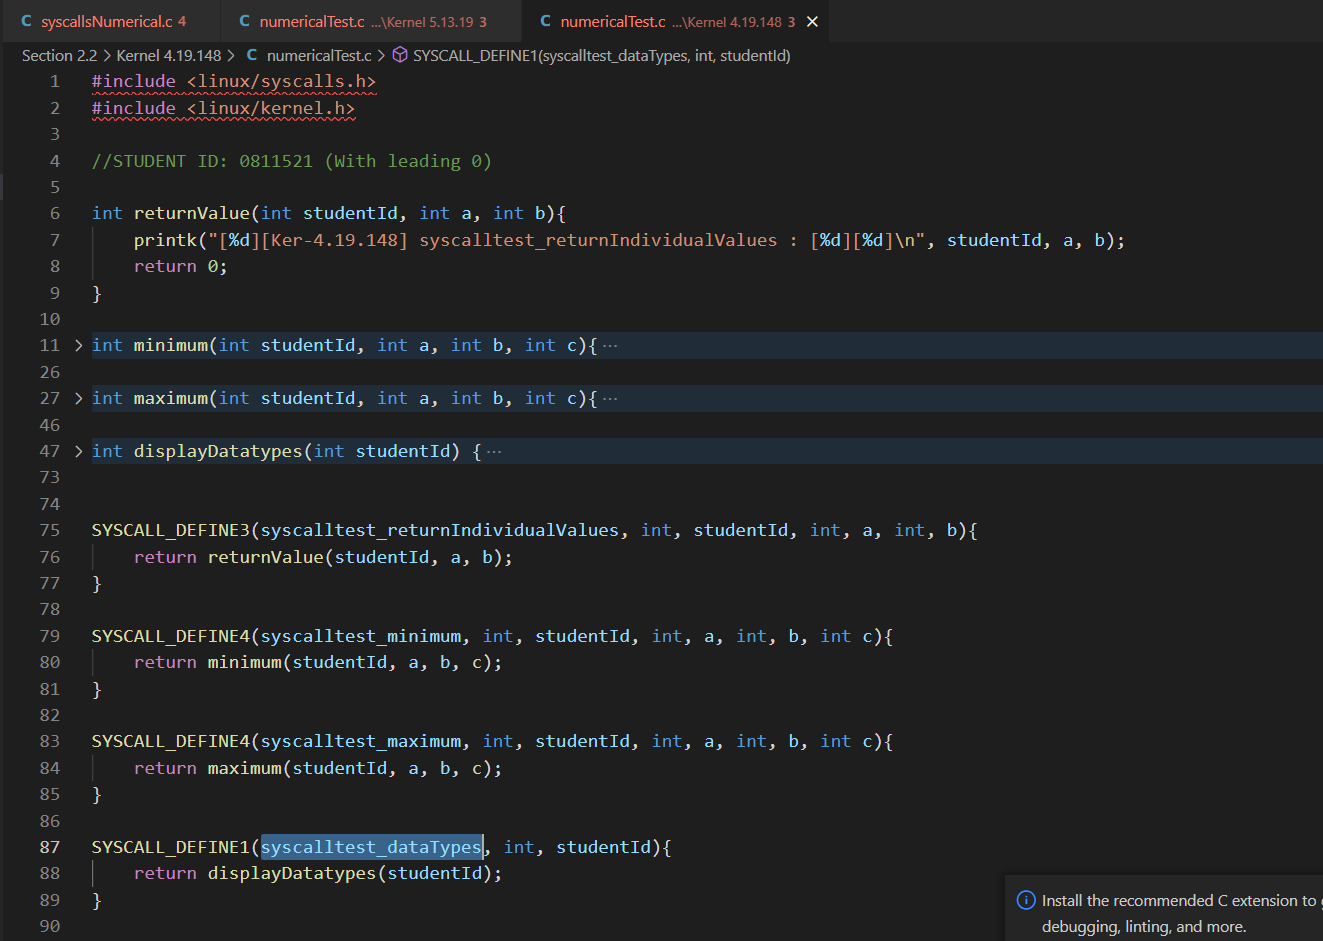 syscallsNumerical.c 4 numericalTest.c ...\Kernel 5.13.19 3 numericalTest.c ...\Kernel 4.19.148 3
Section 2.2 > Kernel 4.19.148 > C numericalTest.c > SYSCALL_DEFINE1(syscalltest_dataTypes, int, studentId)
1 #include <linux/syscalls.h>
2 #include <linux/kernel.h>
3
4 //STUDENT ID: 0811521 (With leading 0)
5
6 int returnValue(int studentId, int a, int b){
7 printk("[%d][Ker-4.19.148] syscalltest_returnIndividualValues : [%d][%d]\n", studentId, a, b);
8 return 0;
9 }
10
11 > int minimum(int studentId, int a, int b, int c){ ...
26
27 > int maximum(int studentId, int a, int b, int c){ ...
46
47 > int displayDatatypes(int studentId) { ...
73
74
75 SYSCALL_DEFINE3(syscalltest_returnIndividualValues, int, studentId, int, a, int, b){
76 return returnValue(studentId, a, b);
77 }
78
79 SYSCALL_DEFINE4(syscalltest_minimum, int, studentId, int, a, int, b, int c){
80 return minimum(studentId, a, b, c);
81 }
82
83 SYSCALL_DEFINE4(syscalltest_maximum, int, studentId, int, a, int, b, int c){
84 return maximum(studentId, a, b, c);
85 }
86
87 SYSCALL_DEFINE1(syscalltest_dataTypes, int, studentId){
88 return displayDatatypes(studentId);
89 }
90
Install the recommended C extension to
debugging, linting, and more.